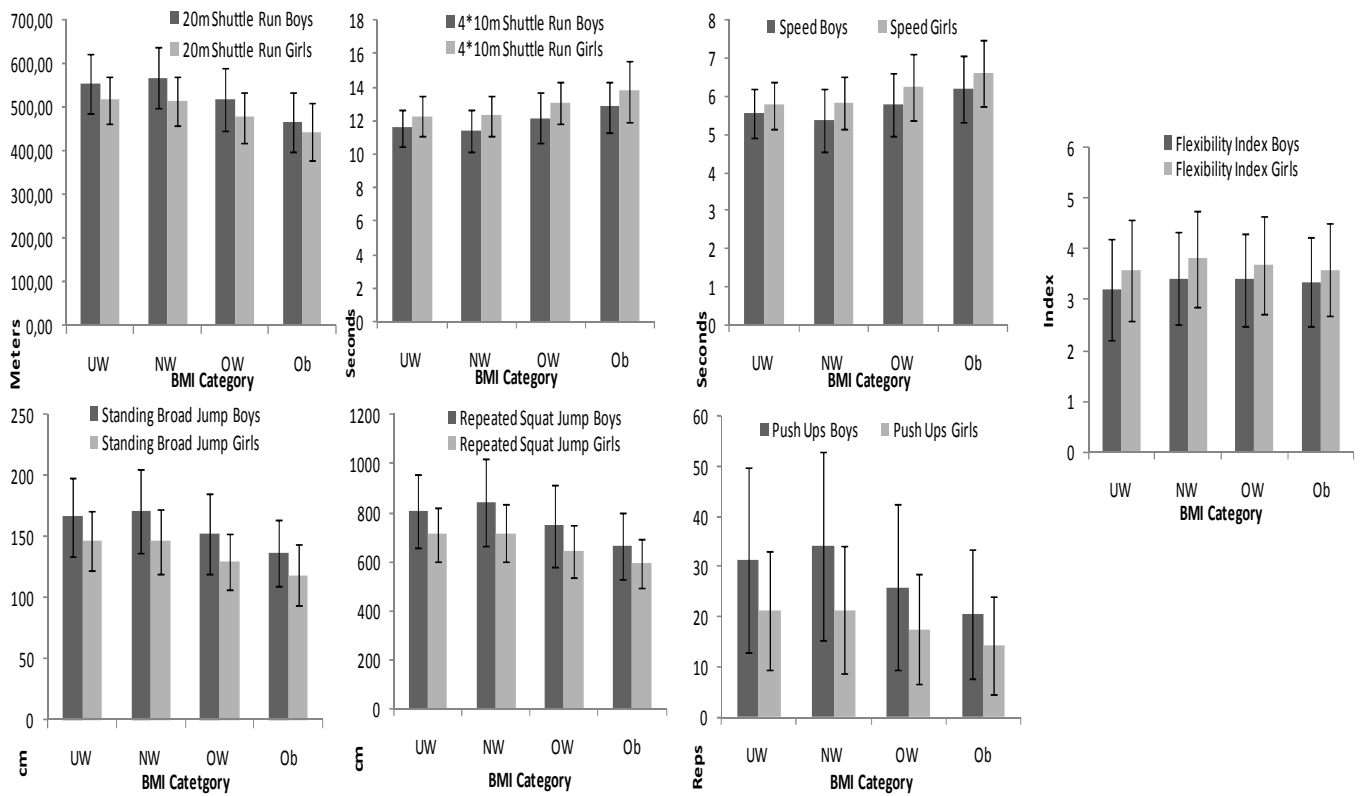 20m Shuttle Run Boys
20m Shuttle Run Girls
700,00
600,00
500,00
400,00
300,00
200,00
100,00
0,00
Meters
UW NW OW Ob
BMI Category
4*10m Shuttle Run Boys
4*10m Shuttle Run Girls
18
16
14
12
10
8
6
4
2
0
Seconds
UW NW OW Ob
BMI Category
Speed Boys Speed Girls
8
7
6
5
4
3
2
1
0
Seconds
UW NW OW Ob
BMI Category
Flexibility Index Boys
Flexibility Index Girls
6
5
4
3
2
1
0
Index
UW NW OW Ob
BMI Category
Standing Broad Jump Boys
Standing Broad Jump Girls
250
200
150
100
50
0
cm
UW NW OW Ob
BMI Catetgory
Repeated Squat Jump Boys
Repeated Squat Jump Girls
1200
1000
800
600
400
200
0
cm
UW NW OW Ob
BMI Category
Push Ups Boys Push Ups Girls
60
50
40
30
20
10
0
Reps
UW NW OW Ob
BMI Category